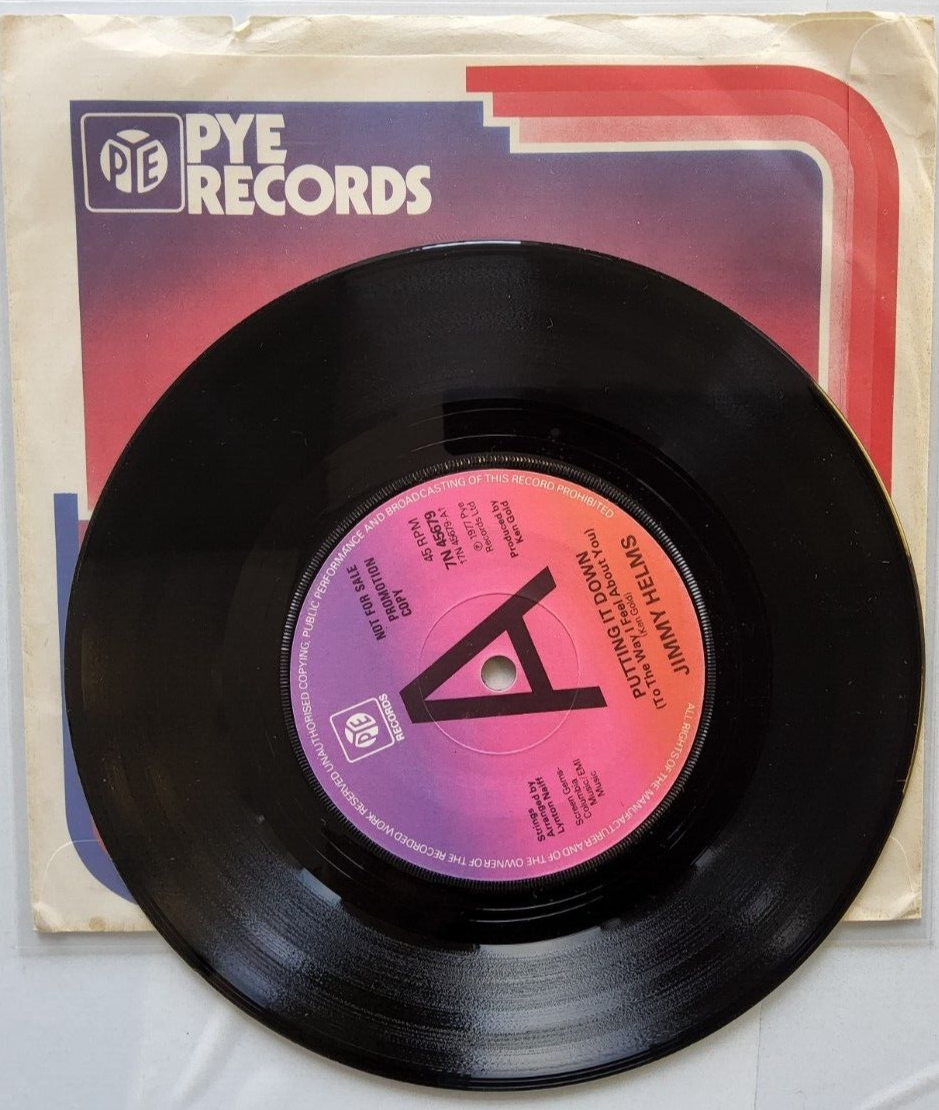 PYE
PYE
RECORDS
ALL RIGHTS OF THE MANUFACTURER AND OF THE OWNER OF THE RECORDED WORK RESERVED UNAUTHORISED COPYING, PUBLIC PERFORMANCE AND BROADCASTING OF THIS RECORD PROHIBITED
PYE
RECORDS
NOT FOR SALE
PROMOTION
COPY
45 RPM
7N 45679
(7N 45679-A)
℗ 1977 Pye
Records Ltd
Produced by
Ken Gold
A
Strings
Arranged by
Lynton Naiff
Screen Gems-
Columbia
Music/EMI
Music
PUTTING IT DOWN
(To The Way I Feel About You)
(Ken Gold)
JIMMY HELMS